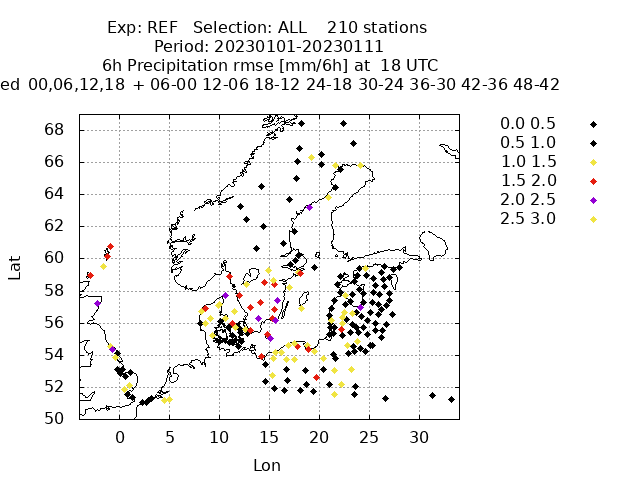 Exp: REF   Selection: ALL    210 stations
Period: 20230101-20230111
6h Precipitation rmse [mm/6h] at  18 UTC
ed 00,06,12,18 + 06-00 12-06 18-12 24-18 30-24 36-30 42-36 48-42
68
66
64
62
60
58
56
54
52
50
Lat
0 5 10 15 20 25 30
Lon
0.0 0.5
0.5 1.0
1.0 1.5
1.5 2.0
2.0 2.5
2.5 3.0